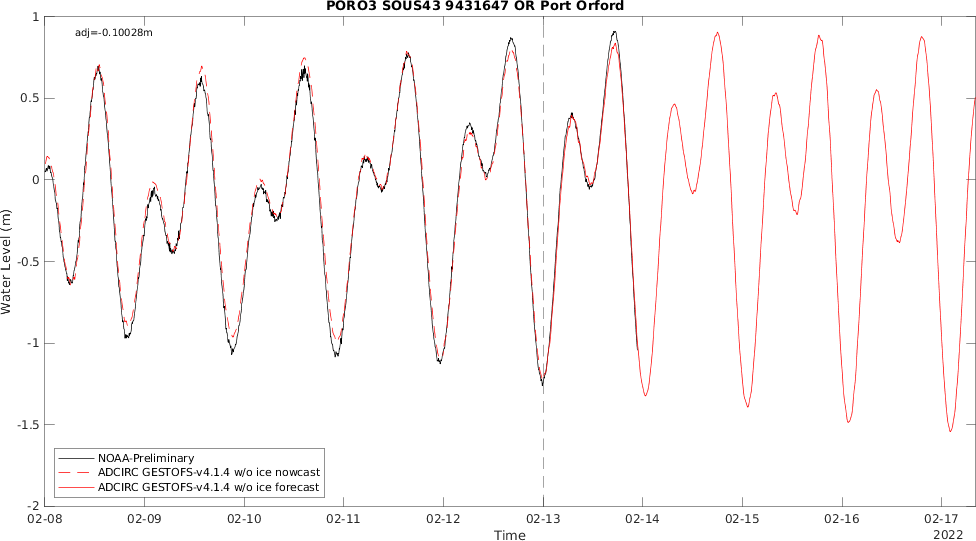 PORO3 SOUS43 9431647 OR Port Orford
adj=-0.10028m
1
0.5
0
-0.5
-1
-1.5
-2
Water Level (m)
NOAA-Preliminary
ADCIRC GESTOFS-v4.1.4 w/o ice nowcast
ADCIRC GESTOFS-v4.1.4 w/o ice forecast
02-08 02-09 02-10 02-11 02-12 02-13 02-14 02-15 02-16 02-17
Time
2022